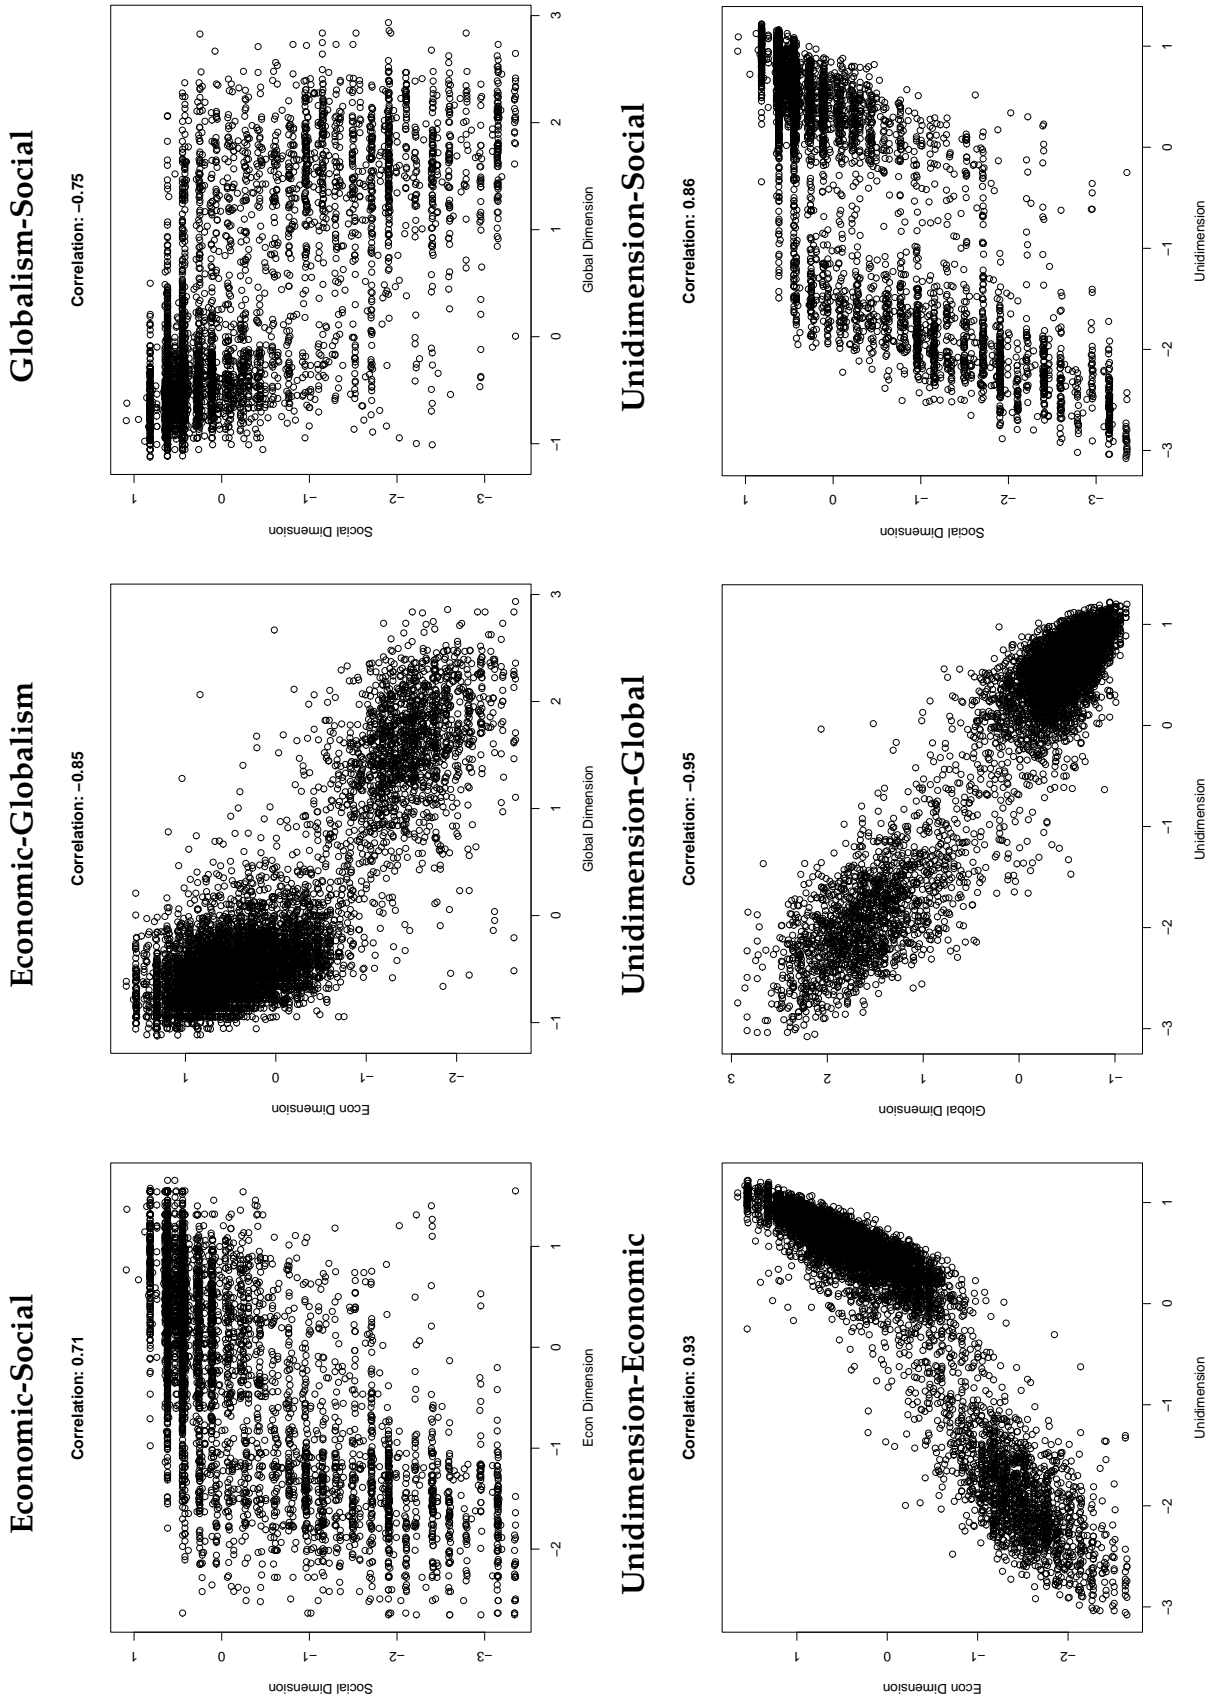 Economic-Social
Correlation: 0.71
Social Dimension
1
0
−1
−2
−3
−2 −1 0 1
Econ Dimension
Economic-Globalism
Correlation: −0.85
Econ Dimension
1
0
−1
−2
−1 0 1 2 3
Global Dimension
Globalism-Social
Correlation: −0.75
Social Dimension
1
0
−1
−2
−3
−1 0 1 2 3
Global Dimension
Unidimension-Economic
Correlation: 0.93
Econ Dimension
1
0
−1
−2
−3 −2 −1 0 1
Unidimension
Unidimension-Global
Correlation: −0.95
Global Dimension
3
2
1
0
−1
−3 −2 −1 0 1
Unidimension
Unidimension-Social
Correlation: 0.86
Social Dimension
1
0
−1
−2
−3
−3 −2 −1 0 1
Unidimension